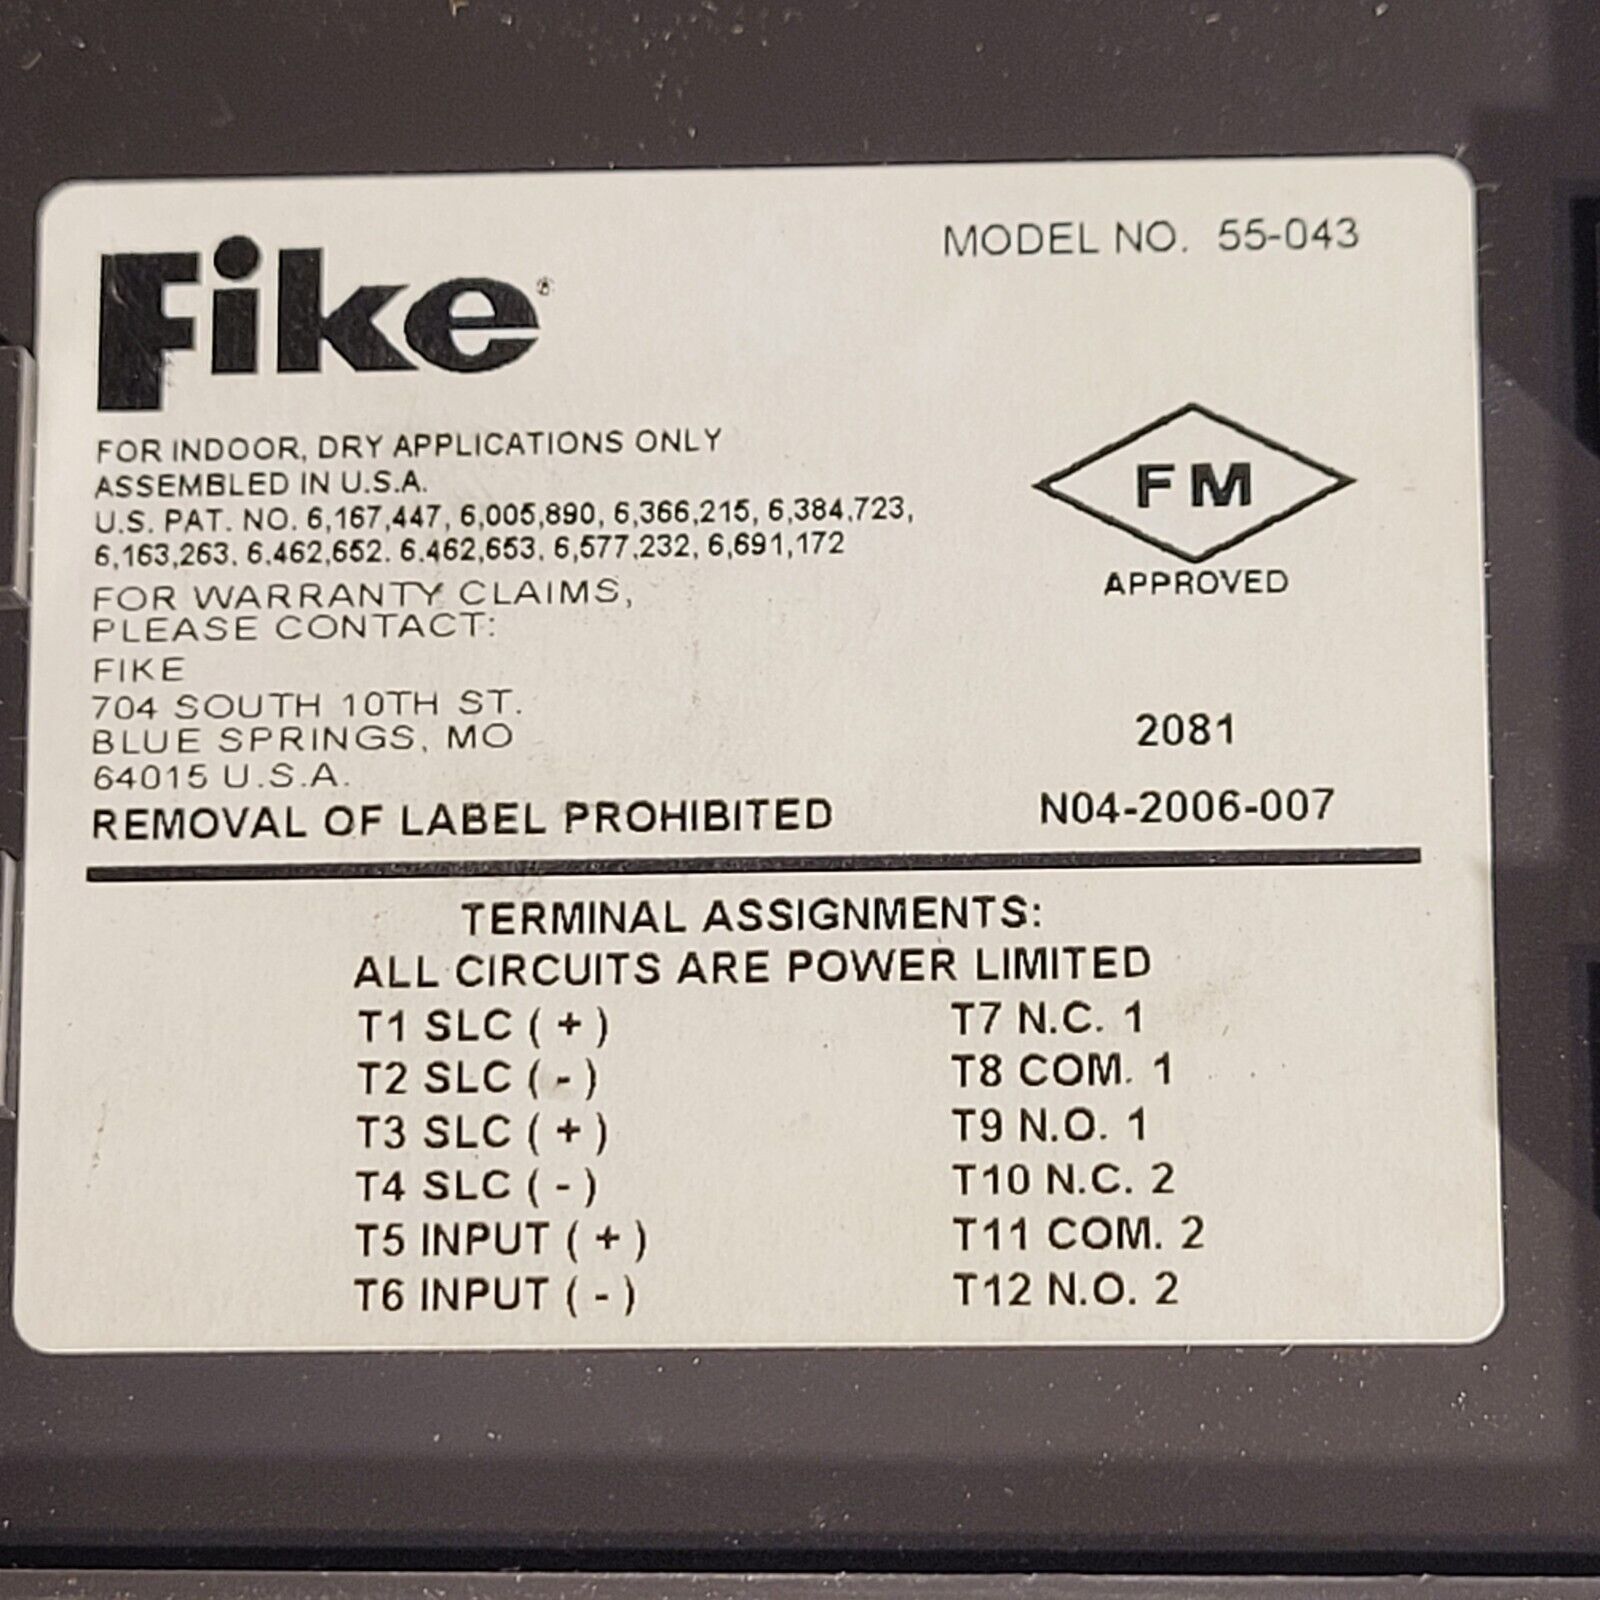 Fike®
MODEL NO. 55-043
FOR INDOOR, DRY APPLICATIONS ONLY
ASSEMBLED IN U.S.A.
U.S. PAT. NO. 6,167,447, 6,005,890, 6,366,215, 6,384,723,
6,163,263, 6,462,652. 6,462,653, 6,577,232, 6,691,172
FOR WARRANTY CLAIMS,
PLEASE CONTACT:
FIKE
704 SOUTH 10TH ST.
BLUE SPRINGS, MO
64015 U.S.A.
REMOVAL OF LABEL PROHIBITED
FM
APPROVED
2081
N04-2006-007
TERMINAL ASSIGNMENTS:
ALL CIRCUITS ARE POWER LIMITED
T1 SLC ( + )
T2 SLC ( - )
T3 SLC ( + )
T4 SLC ( - )
T5 INPUT ( + )
T6 INPUT ( - )
T7 N.C. 1
T8 COM. 1
T9 N.O. 1
T10 N.C. 2
T11 COM. 2
T12 N.O. 2